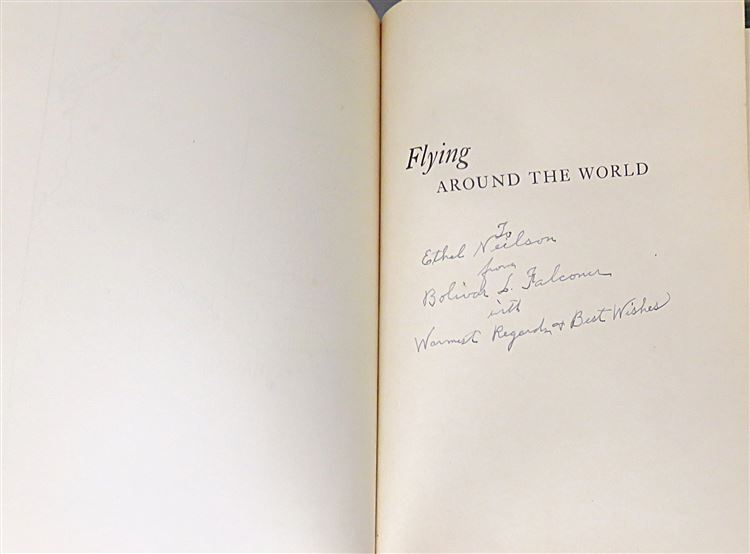 Flying
AROUND THE WORLD
To
Ethel Neilson
from
Bolivar L. Falconer
with
Warmest Regards & Best Wishes